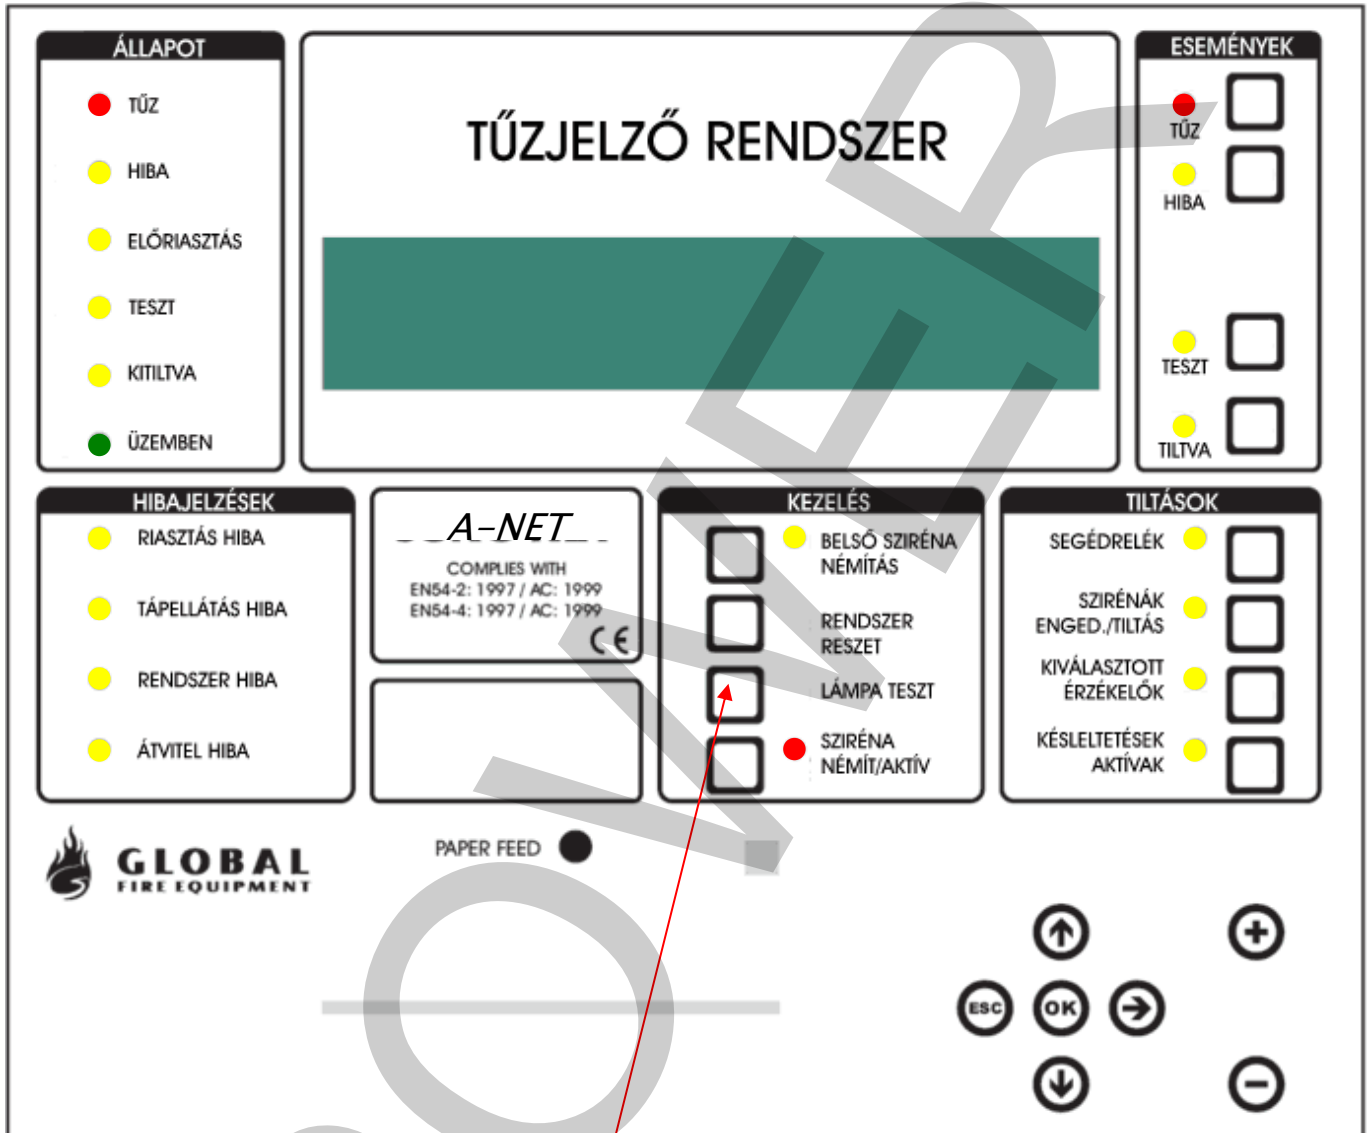 ÁLLAPOT
TŰZ
HIBA
ELŐRIASZTÁS
TESZT
KITILTVA
ÜZEMBEN
TŰZJELZŐ RENDSZER
ESEMÉNYEK
TŰZ
HIBA
TESZT
TILTVA
HIBAJELZÉSEK
RIASZTÁS HIBA
TÁPELLÁTÁS HIBA
RENDSZER HIBA
ÁTVITEL HIBA
A-NET
COMPLIES WITH
EN54-2: 1997 / AC: 1999
EN54-4: 1997 / AC: 1999
CE
KEZELÉS
BELSŐ SZIRÉNA
NÉMÍTÁS
RENDSZER
RESZET
LÁMPA TESZT
SZIRÉNA
NÉMÍT/AKTÍV
TILTÁSOK
SEGÉDRELÉK
SZIRÉNÁK
ENGED./TILTÁS
KIVÁLASZTOTT
ÉRZÉKELŐK
KÉSLELTETÉSEK
AKTÍVAK
GLOBAL
FIRE EQUIPMENT
PAPER FEED
ESC
OK